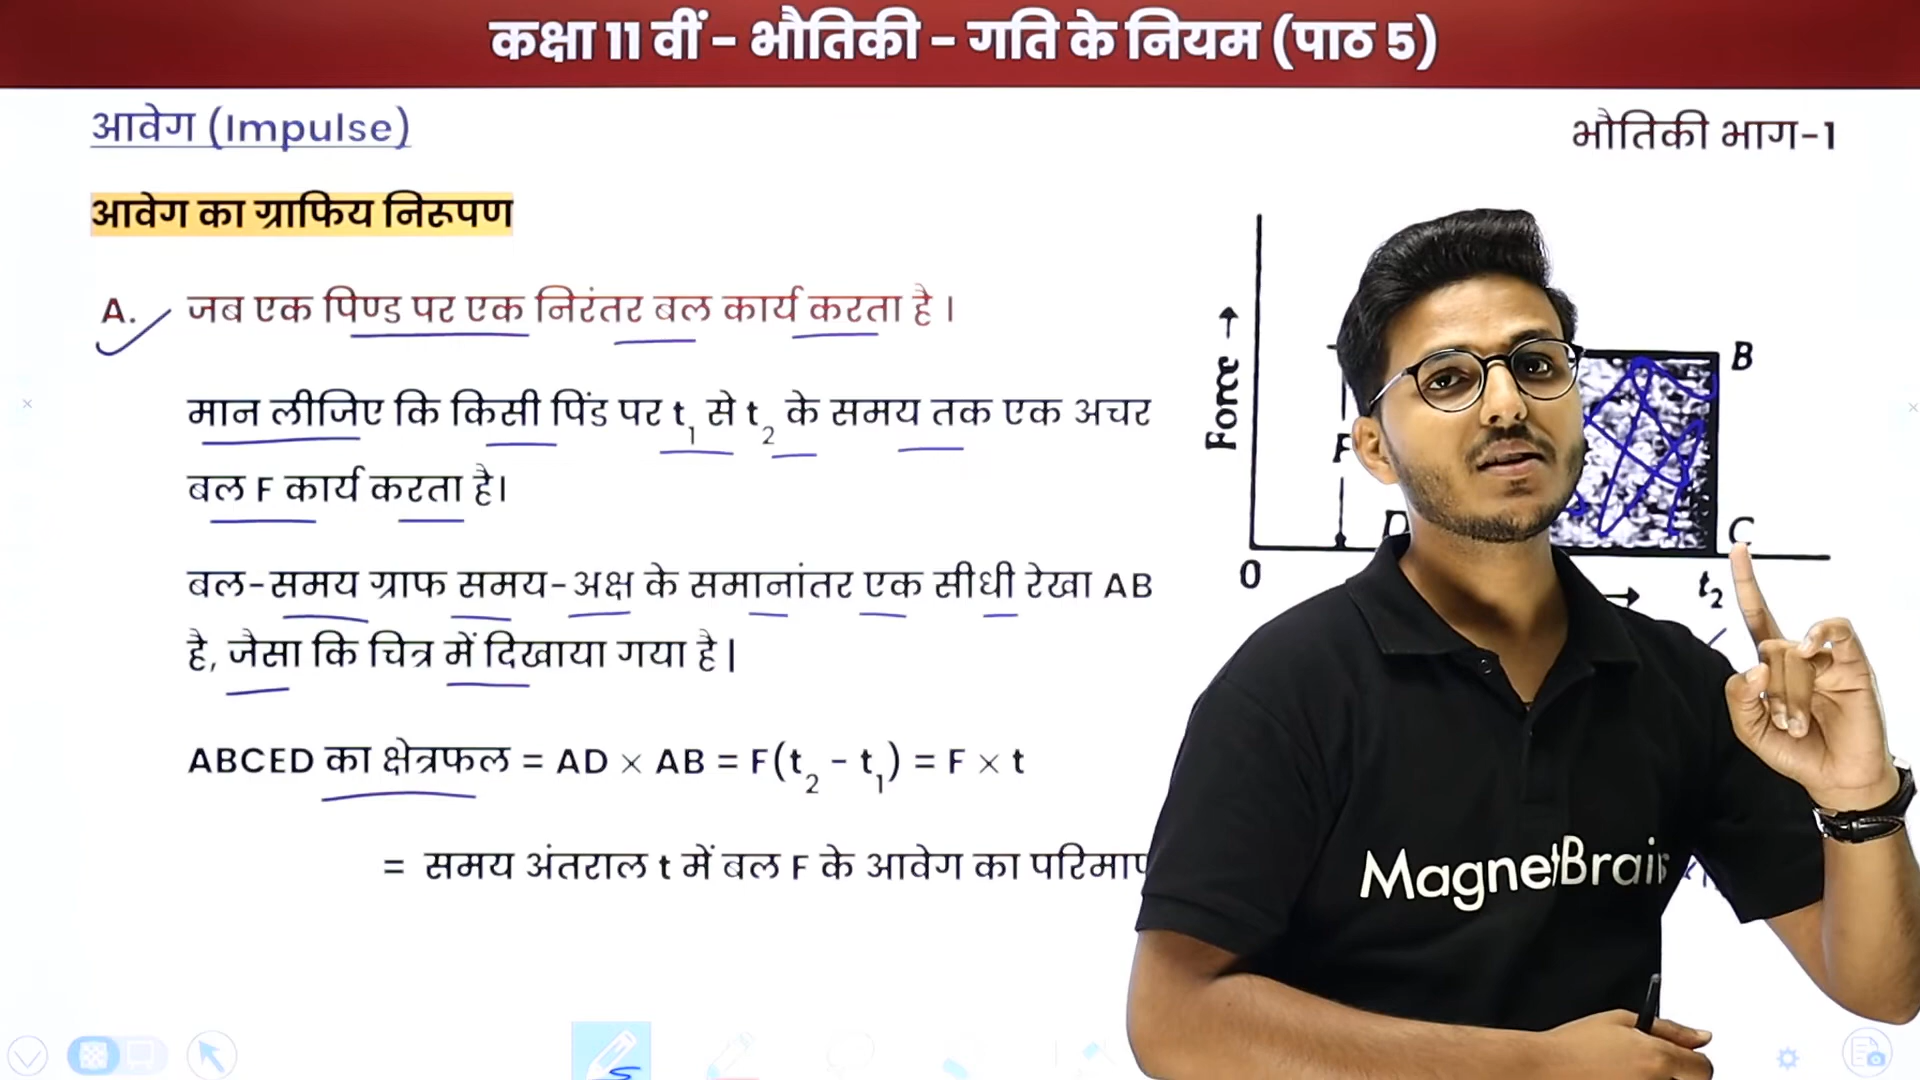 कक्षा 11 वीं - भौतिकी - गति के नियम (पाठ 5)
आवेग (Impulse)
भौतिकी भाग-1
आवेग का ग्राफिय निरूपण
A. जब एक पिण्ड पर एक निरंतर बल कार्य करता है ।
मान लीजिए कि किसी पिंड पर t₁ से t₂ के समय तक एक अचर
बल F कार्य करता है।
बल-समय ग्राफ समय-अक्ष के समानांतर एक सीधी रेखा AB
है, जैसा कि चित्र में दिखाया गया है |
ABCED का क्षेत्रफल = AD × AB = F(t₂ - t₁) = F × t
= समय अंतराल t में बल F के आवेग का परिमाप
Force →
B
F
D
C
0
t₂
MagnetBrains